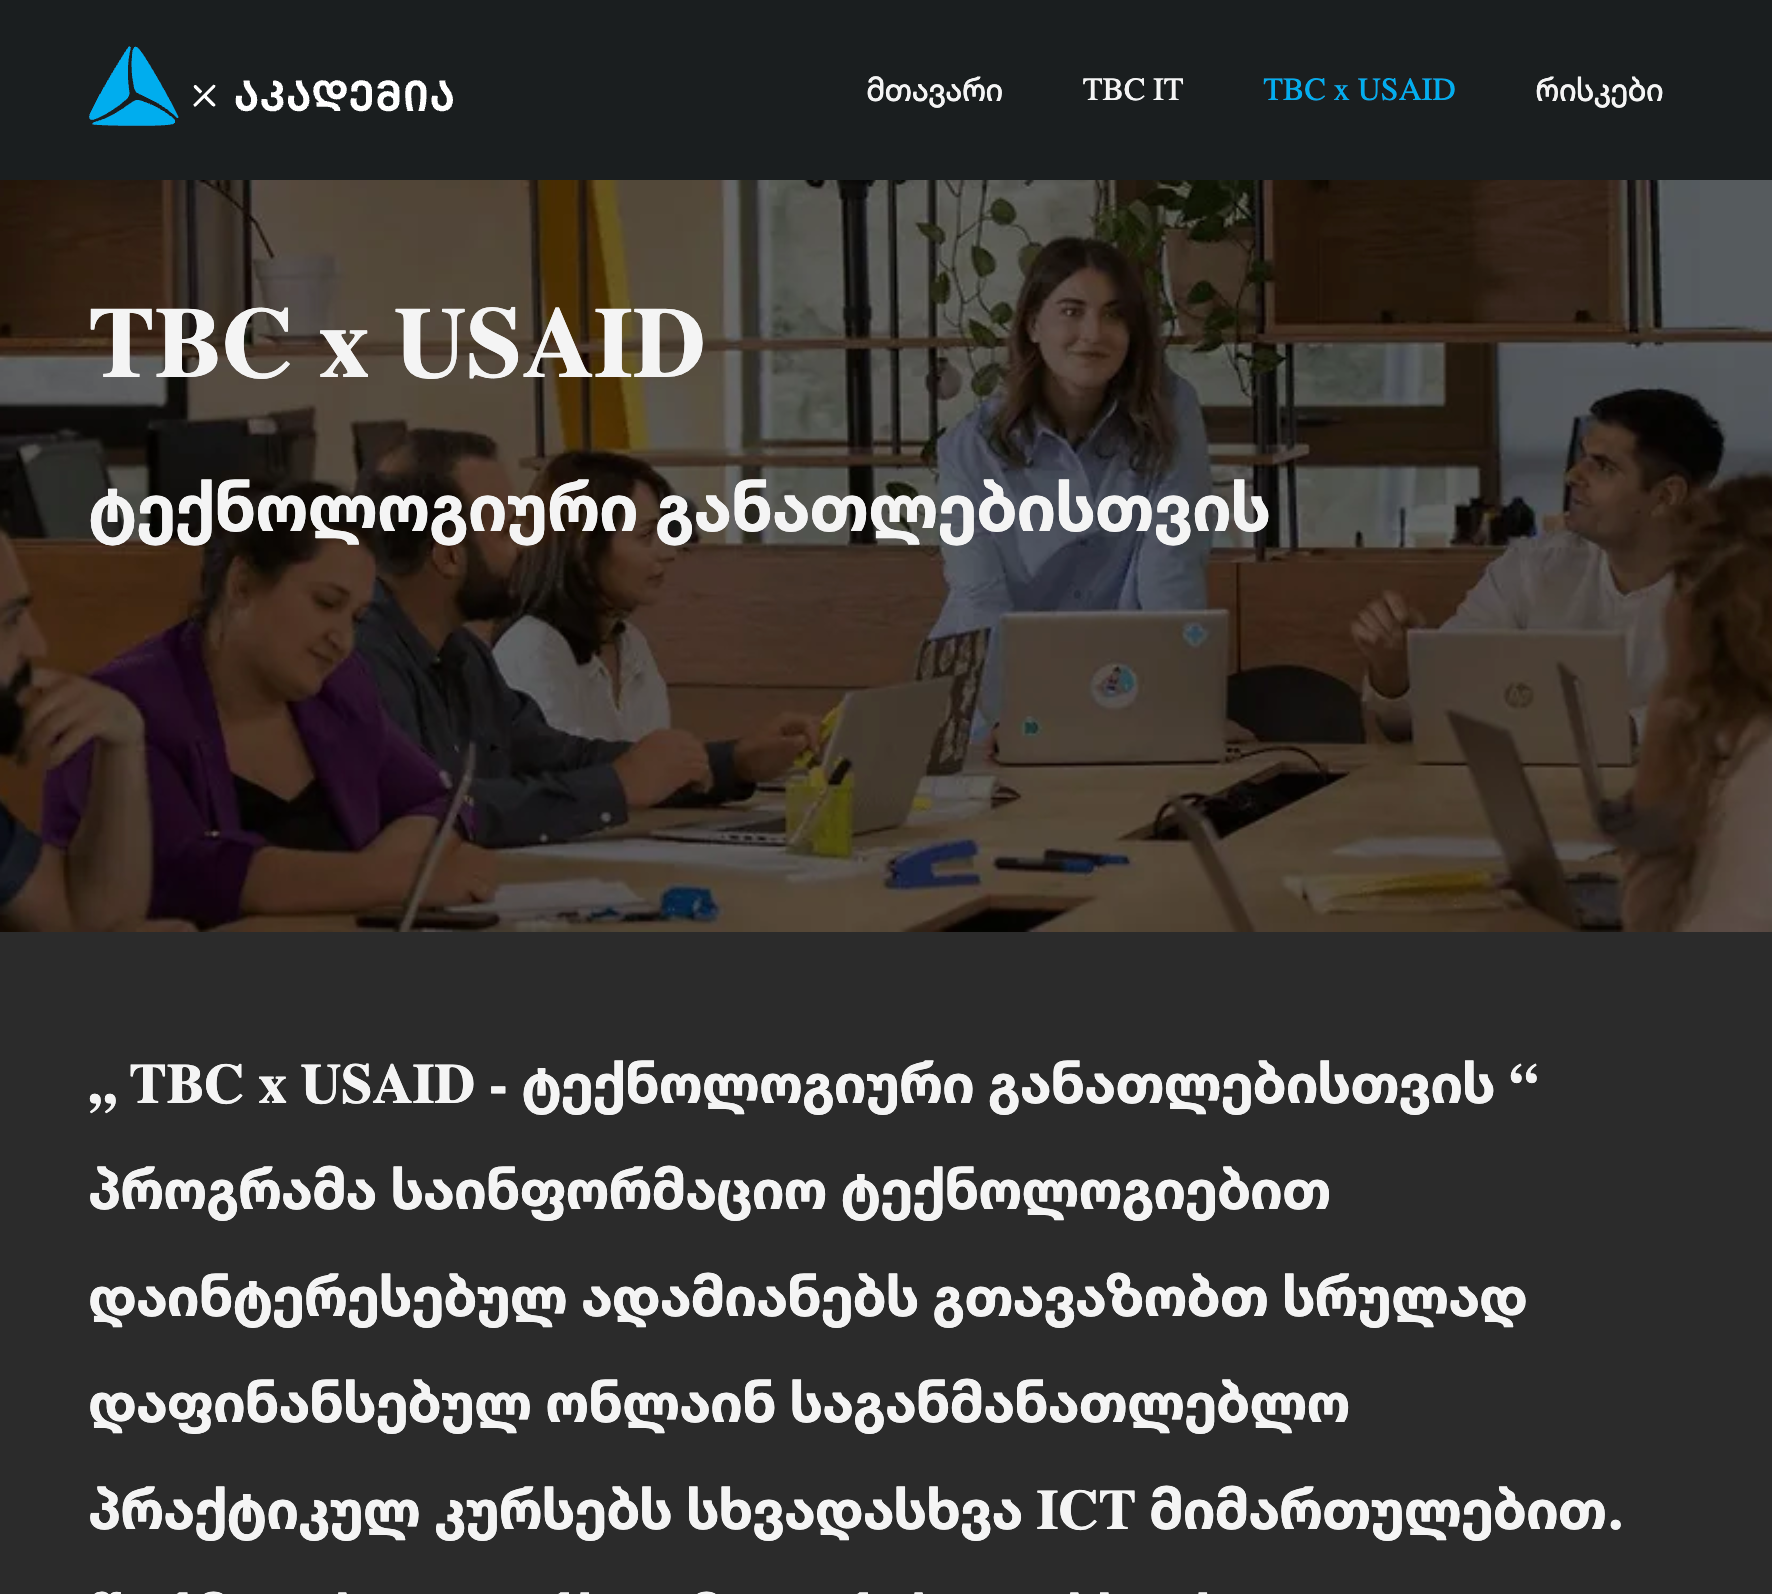 × აკადემია
მთავარი
TBC IT
TBC x USAID
რისკები
TBC x USAID
ტექნოლოგიური განათლებისთვის
„ TBC x USAID - ტექნოლოგიური განათლებისთვის “
პროგრამა საინფორმაციო ტექნოლოგიებით
დაინტერესებულ ადამიანებს გთავაზობთ სრულად
დაფინანსებულ ონლაინ საგანმანათლებლო
პრაქტიკულ კურსებს სხვადასხვა ICT მიმართულებით.